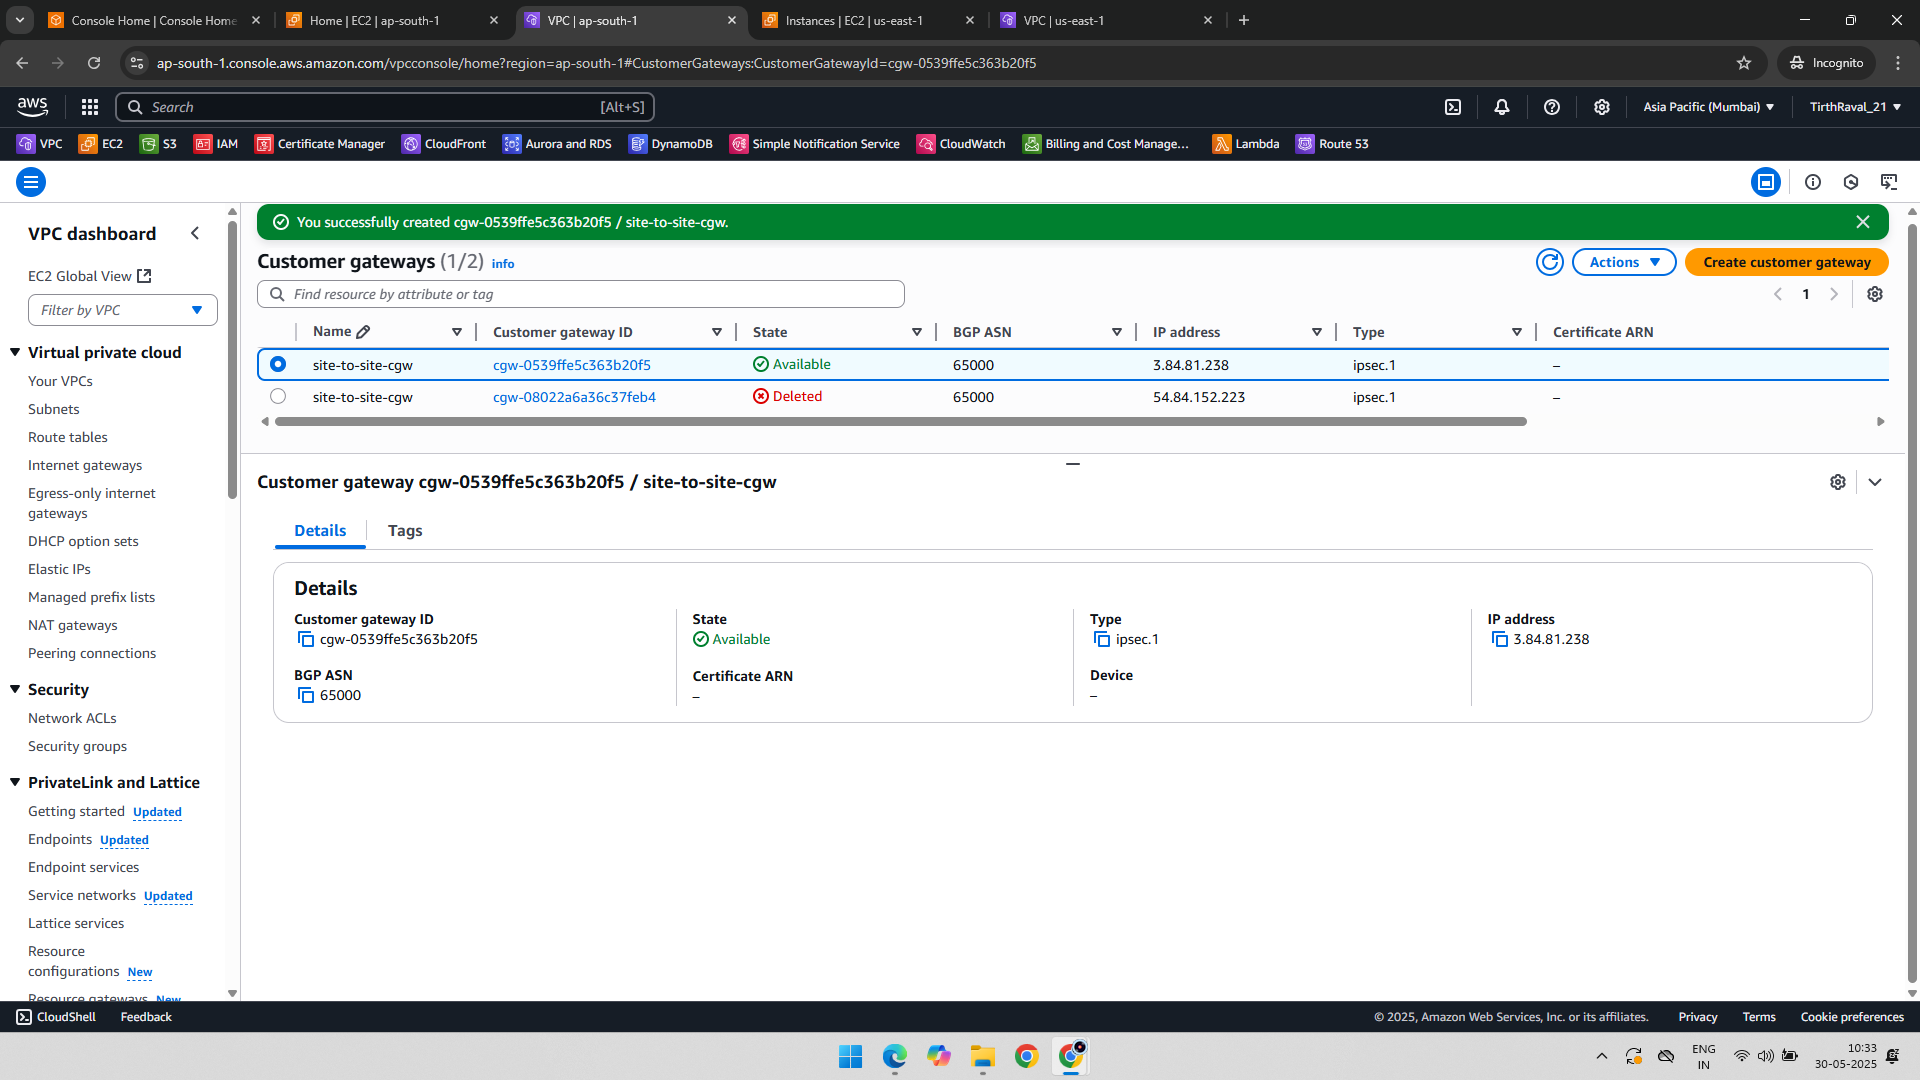 Console Home | Console Home
Home | EC2 | ap-south-1
VPC | ap-south-1
Instances | EC2 | us-east-1
VPC | us-east-1
ap-south-1.console.aws.amazon.com/vpcconsole/home?region=ap-south-1#CustomerGateways:CustomerGatewayId=cgw-0539ffe5c363b20f5
Incognito
aws
Search
[Alt+S]
Asia Pacific (Mumbai)
TirthRaval_21
VPC
EC2
S3
IAM
Certificate Manager
CloudFront
Aurora and RDS
DynamoDB
Simple Notification Service
CloudWatch
Billing and Cost Manage...
Lambda
Route 53
VPC dashboard
EC2 Global View
Filter by VPC
Virtual private cloud
Your VPCs
Subnets
Route tables
Internet gateways
Egress-only internet
gateways
DHCP option sets
Elastic IPs
Managed prefix lists
NAT gateways
Peering connections
Security
Network ACLs
Security groups
PrivateLink and Lattice
Getting started Updated
Endpoints Updated
Endpoint services
Service networks Updated
Lattice services
Resource
configurations New
Resource gateways New
You successfully created cgw-0539ffe5c363b20f5 / site-to-site-cgw.
Customer gateways (1/2) info
Actions
Create customer gateway
Find resource by attribute or tag
1
Name Customer gateway ID State BGP ASN IP address Type Certificate ARN
site-to-site-cgw cgw-0539ffe5c363b20f5 Available 65000 3.84.81.238 ipsec.1 –
site-to-site-cgw cgw-08022a6a36c37feb4 Deleted 65000 54.84.152.223 ipsec.1 –
Customer gateway cgw-0539ffe5c363b20f5 / site-to-site-cgw
Details Tags
Details
Customer gateway ID
cgw-0539ffe5c363b20f5
State
Available
Type
ipsec.1
IP address
3.84.81.238
BGP ASN
65000
Certificate ARN
–
Device
–
CloudShell
Feedback
© 2025, Amazon Web Services, Inc. or its affiliates.
Privacy
Terms
Cookie preferences
ENG
IN
10:33
30-05-2025